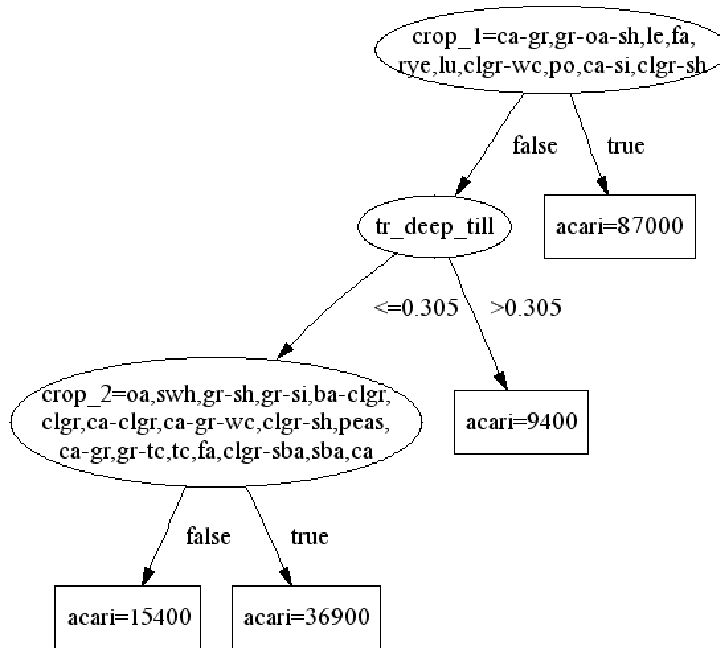 crop_1=ca-gr,gr-oa-sh,le,fa,
rye,lu,clgr-wc,po,ca-si,clgr-sh
false
true
tr_deep_till
acari=87000
<=0.305
>0.305
crop_2=oa,swh,gr-sh,gr-si,ba-clgr,
clgr,ca-clgr,ca-gr-wc,clgr-sh,peas,
ca-gr,gr-tc,tc,fa,clgr-sba,sba,ca
acari=9400
false
true
acari=15400
acari=36900